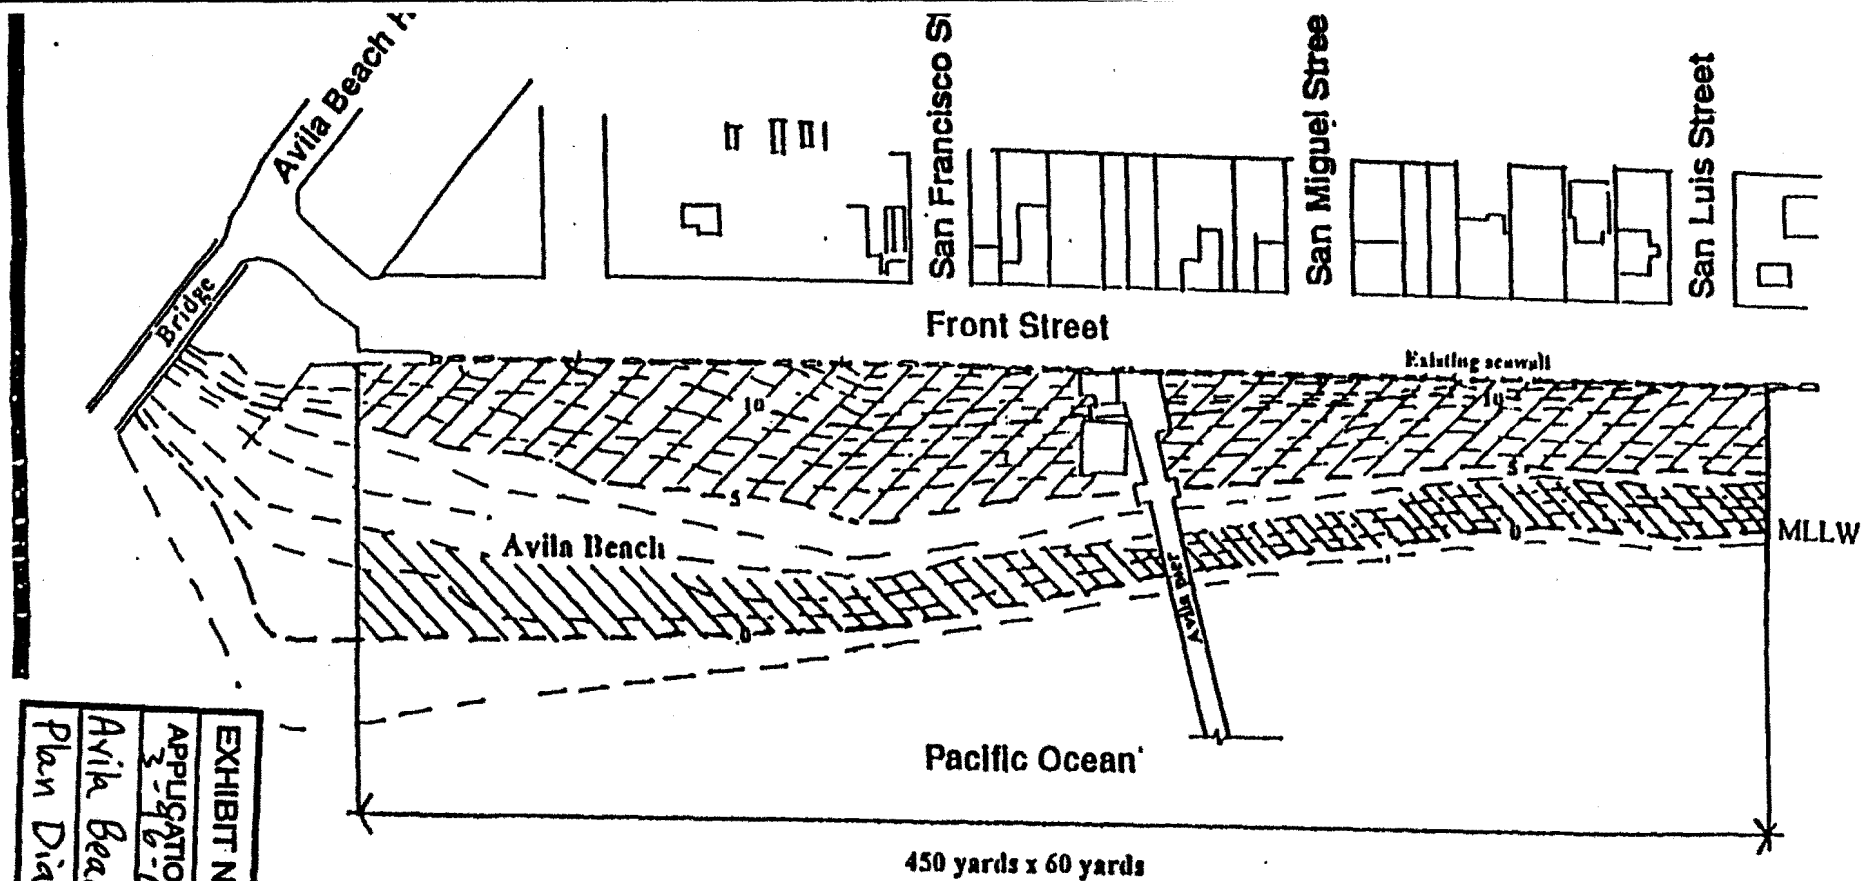 Avila Beach
San Francisco
San Miguel Stree
San Luis Street
Bridge
Front Street
Existing seawall
10
10
5
5
Avila Beach
0
0
MLLW
Avila Pier
Pacific Ocean
450 yards x 60 yards
EXHIBIT N
APPLICATIO
3-96-
Avila Bea
Plan Dia